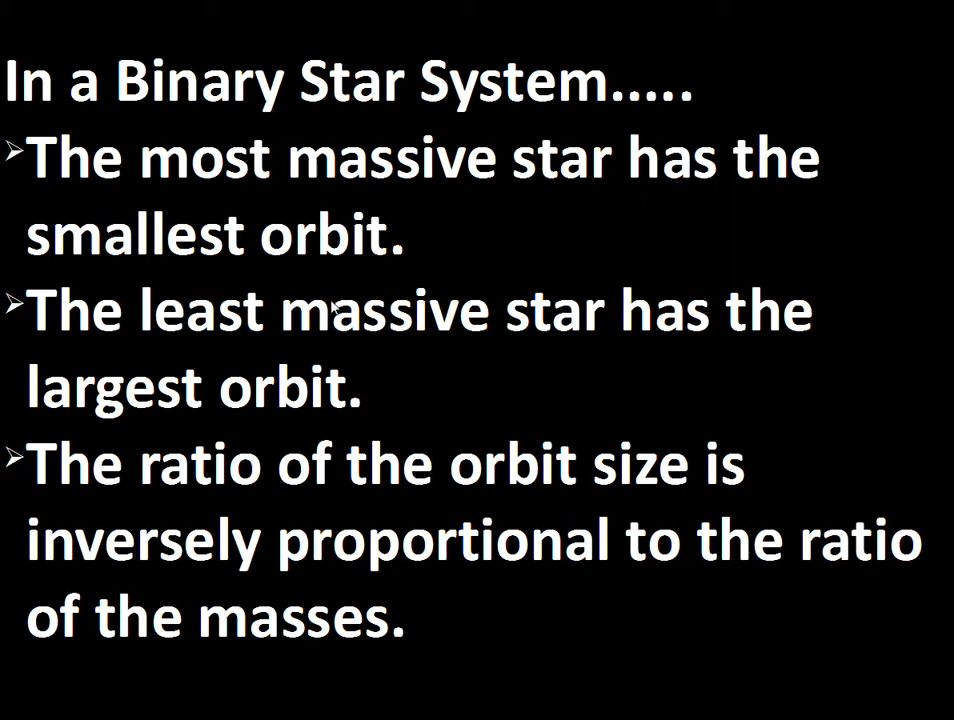 In a Binary Star System.....
➢The most massive star has the
smallest orbit.
➢The least massive star has the
largest orbit.
➢The ratio of the orbit size is
inversely proportional to the ratio
of the masses.